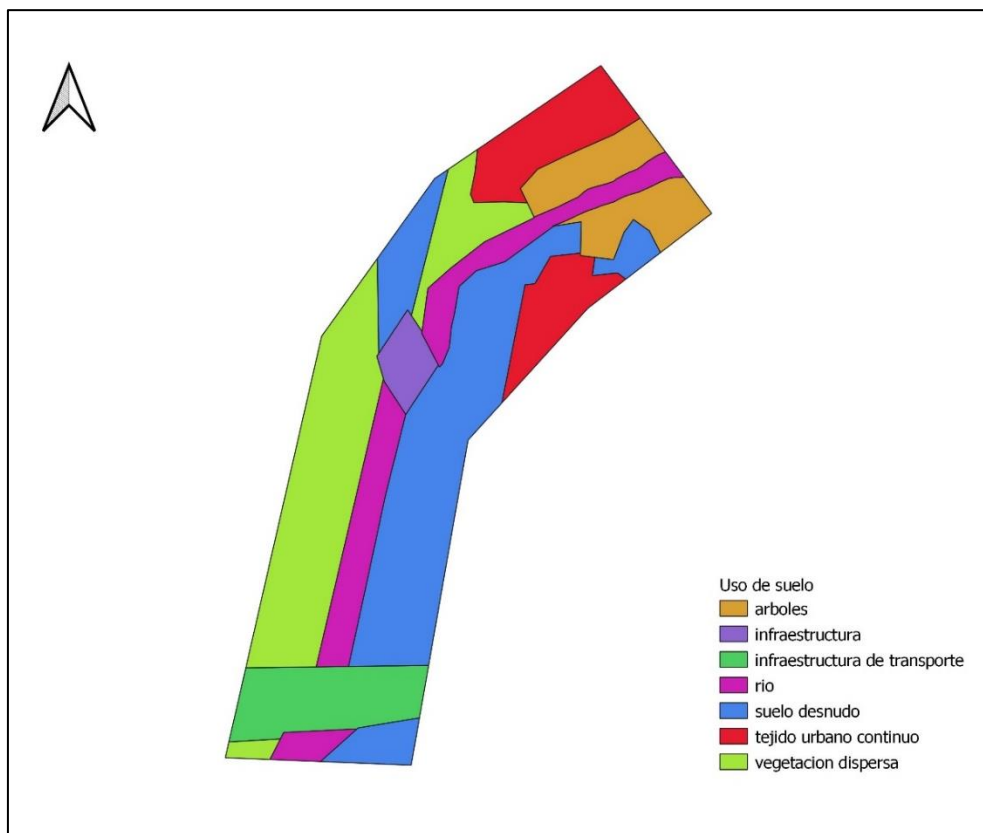 Uso de suelo
arboles
infraestructura
infraestructura de transporte
rio
suelo desnudo
tejido urbano continuo
vegetacion dispersa